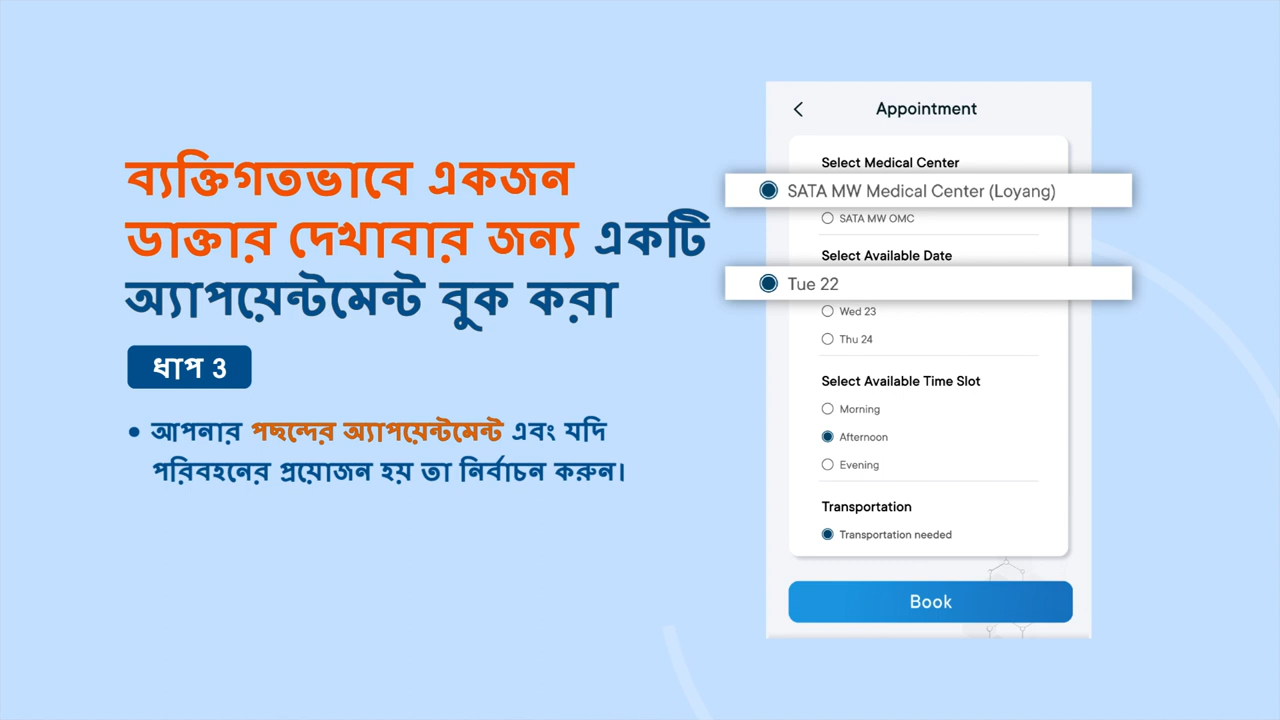 ব্যক্তিগতভাবে একজন
ডাক্তার দেখাবার জন্য একটি
অ্যাপয়েন্টমেন্ট বুক করা
ধাপ 3
• আপনার পছন্দের অ্যাপয়েন্টমেন্ট এবং যদি
পরিবহনের প্রয়োজন হয় তা নির্বাচন করুন।
Appointment
Select Medical Center
SATA MW Medical Center (Loyang)
SATA MW OMC
Select Available Date
Tue 22
Wed 23
Thu 24
Select Available Time Slot
Morning
Afternoon
Evening
Transportation
Transportation needed
Book